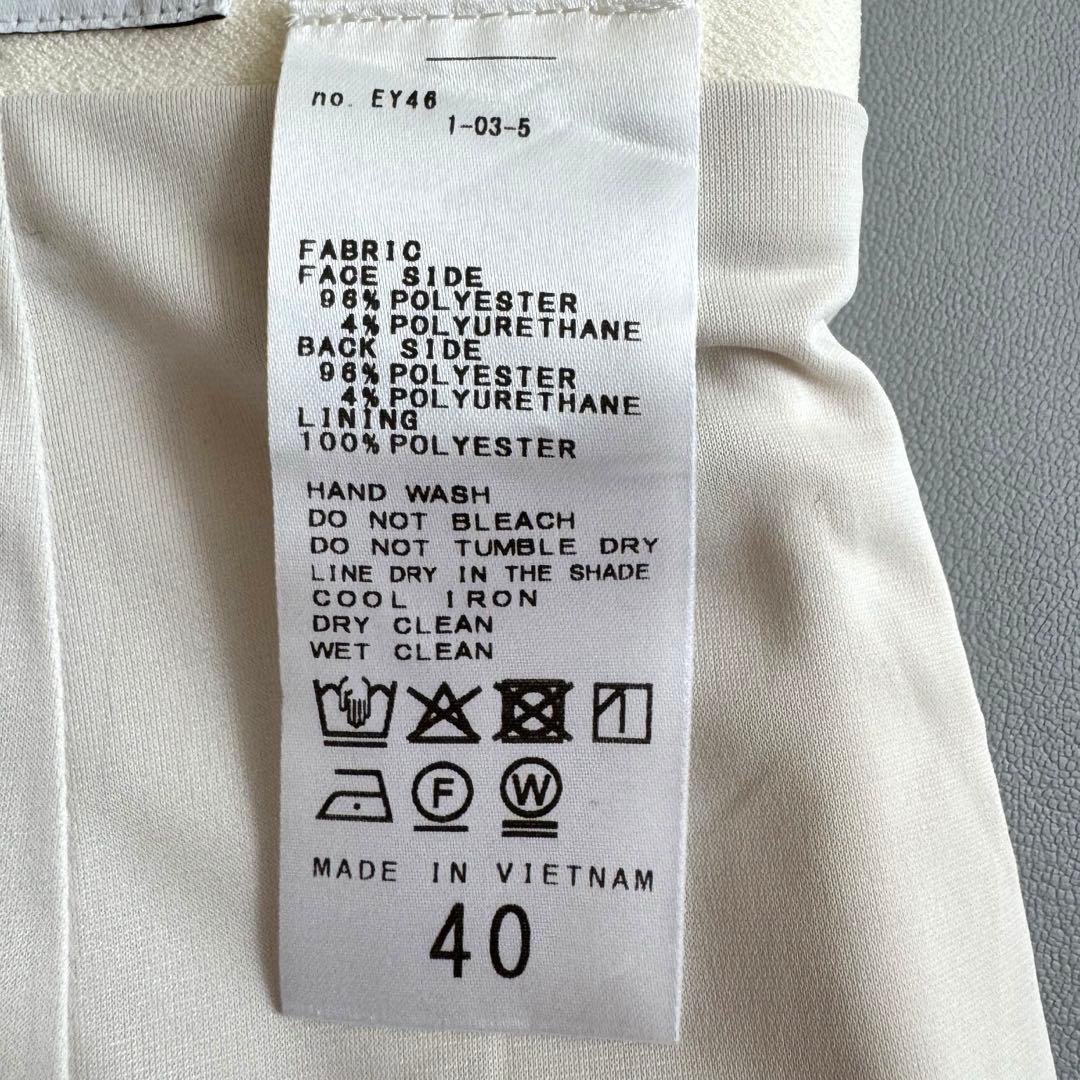 no. EY46
1-03-5
FABRIC
FACE SIDE
96% POLYESTER
4% POLYURETHANE
BACK SIDE
96% POLYESTER
4% POLYURETHANE
LINING
100% POLYESTER
HAND WASH
DO NOT BLEACH
DO NOT TUMBLE DRY
LINE DRY IN THE SHADE
COOL IRON
DRY CLEAN
WET CLEAN
F W
MADE IN VIETNAM
40